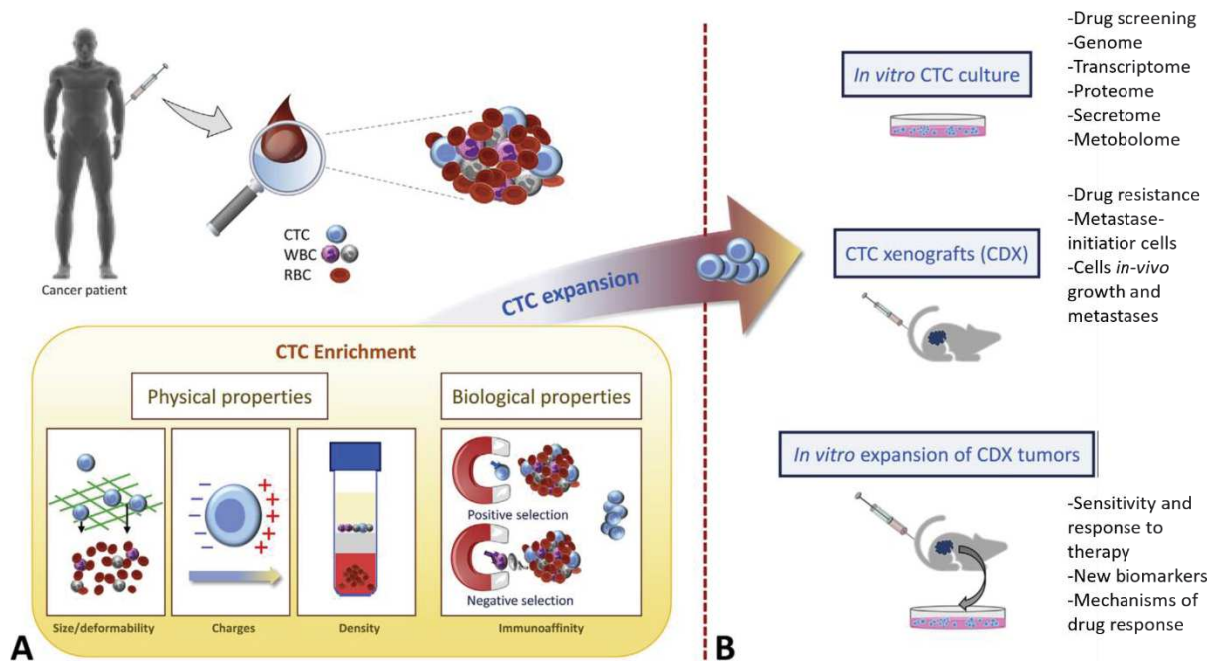 Cancer patient
CTC
WBC
RBC
CTC expansion
CTC Enrichment
Physical properties
Biological properties
− − − − −
+ + + + + + +
Positive selection
Negative selection
Size/deformability
Charges
Density
Immunoaffinity
A
B
In vitro CTC culture
-Drug screening
-Genome
-Transcriptome
-Proteome
-Secretome
-Metobolome
CTC xenografts (CDX)
-Drug resistance
-Metastase-
initiatior cells
-Cells in-vivo
growth and
metastases
In vitro expansion of CDX tumors
-Sensitivity and
response to
therapy
-New biomarkers
-Mechanisms of
drug response